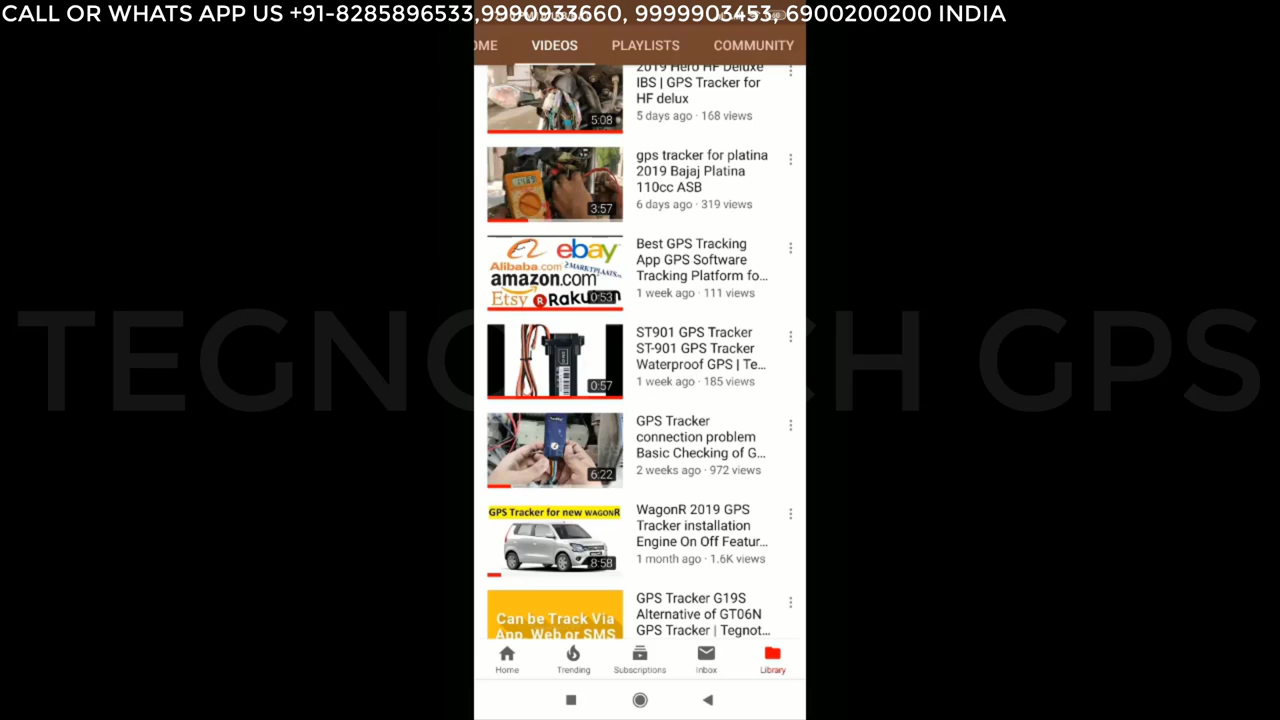 CALL OR WHATS APP US +91-8285896533,9990933660, 9999903453, 6900200200 INDIA
OME VIDEOS PLAYLISTS COMMUNITY
2019 Hero HF Deluxe
IBS | GPS Tracker for
HF delux
5:08
5 days ago · 168 views
gps tracker for platina
2019 Bajaj Platina
110cc ASB
3:57
6 days ago · 319 views
ebay
Alibaba.com
amazon.com
Etsy Rakuten
0:53
Best GPS Tracking
App GPS Software
Tracking Platform fo...
1 week ago · 111 views
ST901 GPS Tracker
ST-901 GPS Tracker
Waterproof GPS | Te...
0:57
1 week ago · 185 views
GPS Tracker
connection problem
Basic Checking of G...
6:22
2 weeks ago · 972 views
GPS Tracker for new WAGONR
8:58
WagonR 2019 GPS
Tracker installation
Engine On Off Featur...
1 month ago · 1.6K views
Can be Track Via
App, Web or SMS
GPS Tracker G19S
Alternative of GT06N
GPS Tracker | Tegnot...
Home Trending Subscriptions Inbox Library
TEGNO CH GPS